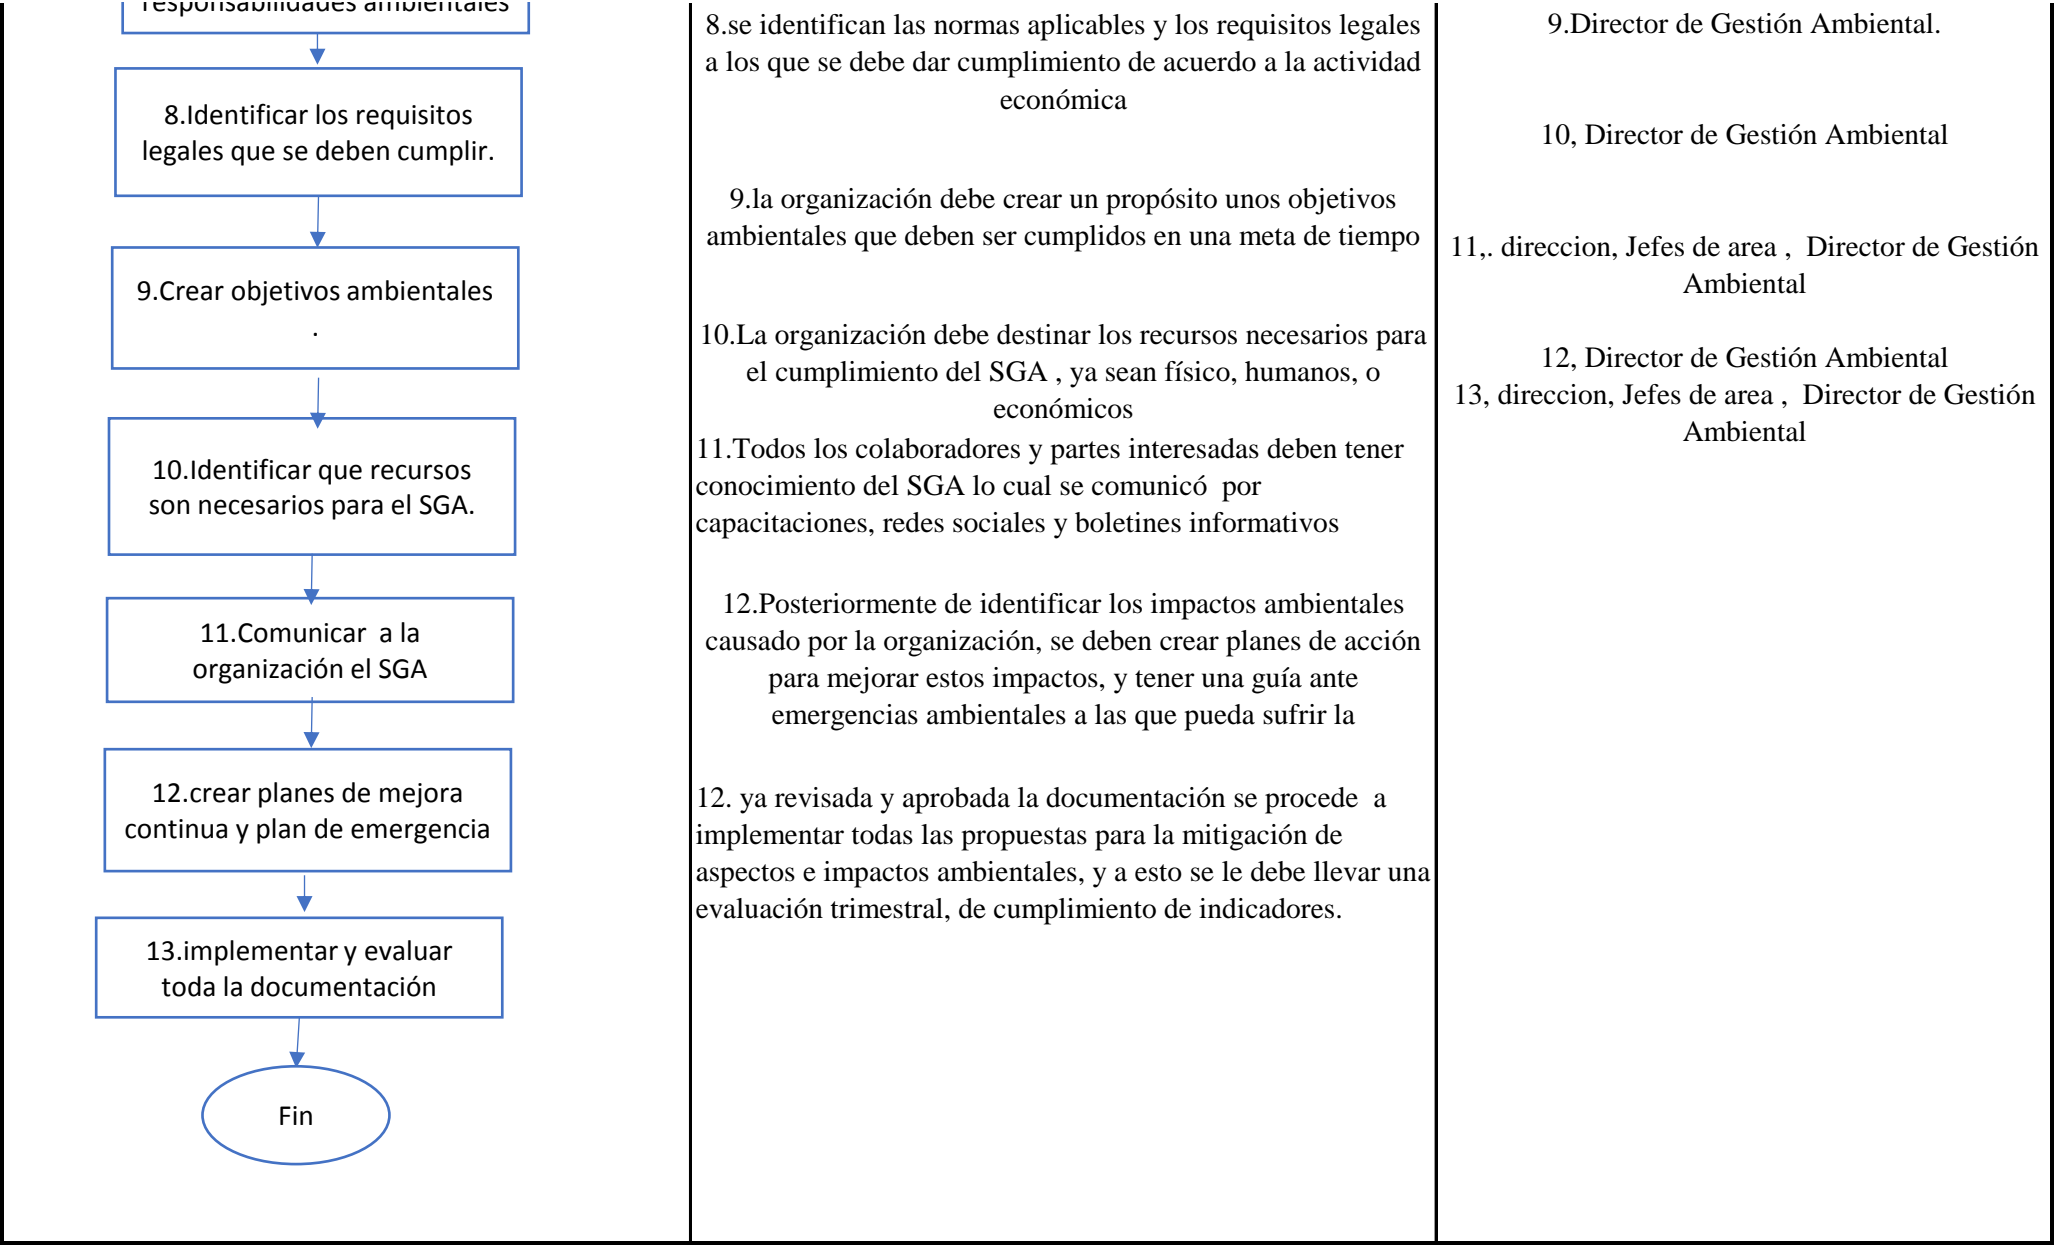 responsabilidades ambientales
8.Identificar los requisitos
legales que se deben cumplir.
9.Crear objetivos ambientales
.
10.Identificar que recursos
son necesarios para el SGA.
11.Comunicar  a la
organización el SGA
12.crear planes de mejora
continua y plan de emergencia
13.implementar y evaluar
toda la documentación
Fin
8.se identifican las normas aplicables y los requisitos legales
a los que se debe dar cumplimiento de acuerdo a la actividad
económica
9.la organización debe crear un propósito unos objetivos
ambientales que deben ser cumplidos en una meta de tiempo
10.La organización debe destinar los recursos necesarios para
el cumplimiento del SGA , ya sean físico, humanos, o
económicos
11.Todos los colaboradores y partes interesadas deben tener
conocimiento del SGA lo cual se comunicó  por
capacitaciones, redes sociales y boletines informativos
12.Posteriormente de identificar los impactos ambientales
causado por la organización, se deben crear planes de acción
para mejorar estos impactos, y tener una guía ante
emergencias ambientales a las que pueda sufrir la
12. ya revisada y aprobada la documentación se procede  a
implementar todas las propuestas para la mitigación de
aspectos e impactos ambientales, y a esto se le debe llevar una
evaluación trimestral, de cumplimiento de indicadores.
9.Director de Gestión Ambiental.
10, Director de Gestión Ambiental
11,. direccion, Jefes de area ,  Director de Gestión
Ambiental
12, Director de Gestión Ambiental
13, direccion, Jefes de area ,  Director de Gestión
Ambiental